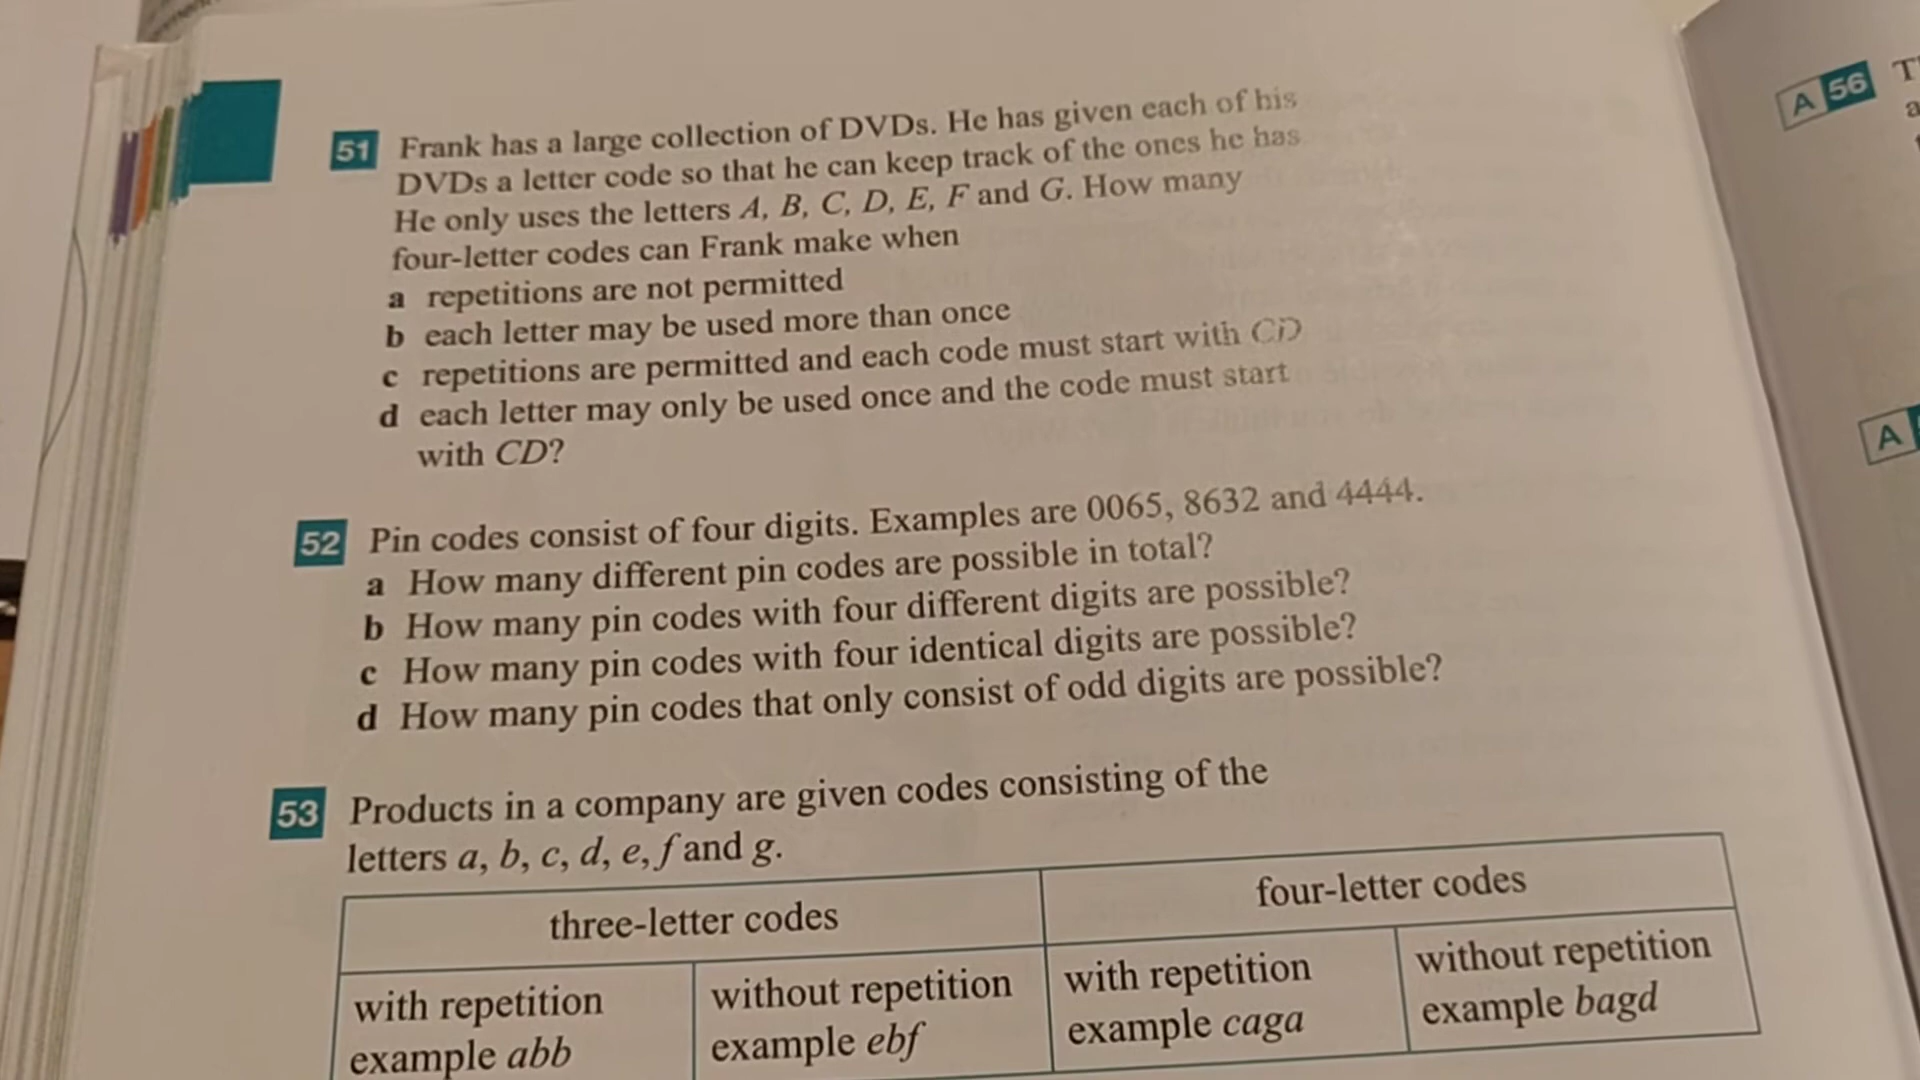 51 Frank has a large collection of DVDs. He has given each of his
DVDs a letter code so that he can keep track of the ones he has
He only uses the letters A, B, C, D, E, F and G. How many
four-letter codes can Frank make when
a repetitions are not permitted
b each letter may be used more than once
c repetitions are permitted and each code must start with CD
d each letter may only be used once and the code must start
with CD?
52 Pin codes consist of four digits. Examples are 0065, 8632 and 4444.
a How many different pin codes are possible in total?
b How many pin codes with four different digits are possible?
c How many pin codes with four identical digits are possible?
d How many pin codes that only consist of odd digits are possible?
53 Products in a company are given codes consisting of the
letters a, b, c, d, e, f and g.
three-letter codes four-letter codes
with repetition without repetition with repetition without repetition
example abb example ebf example caga example bagd
A 56
A